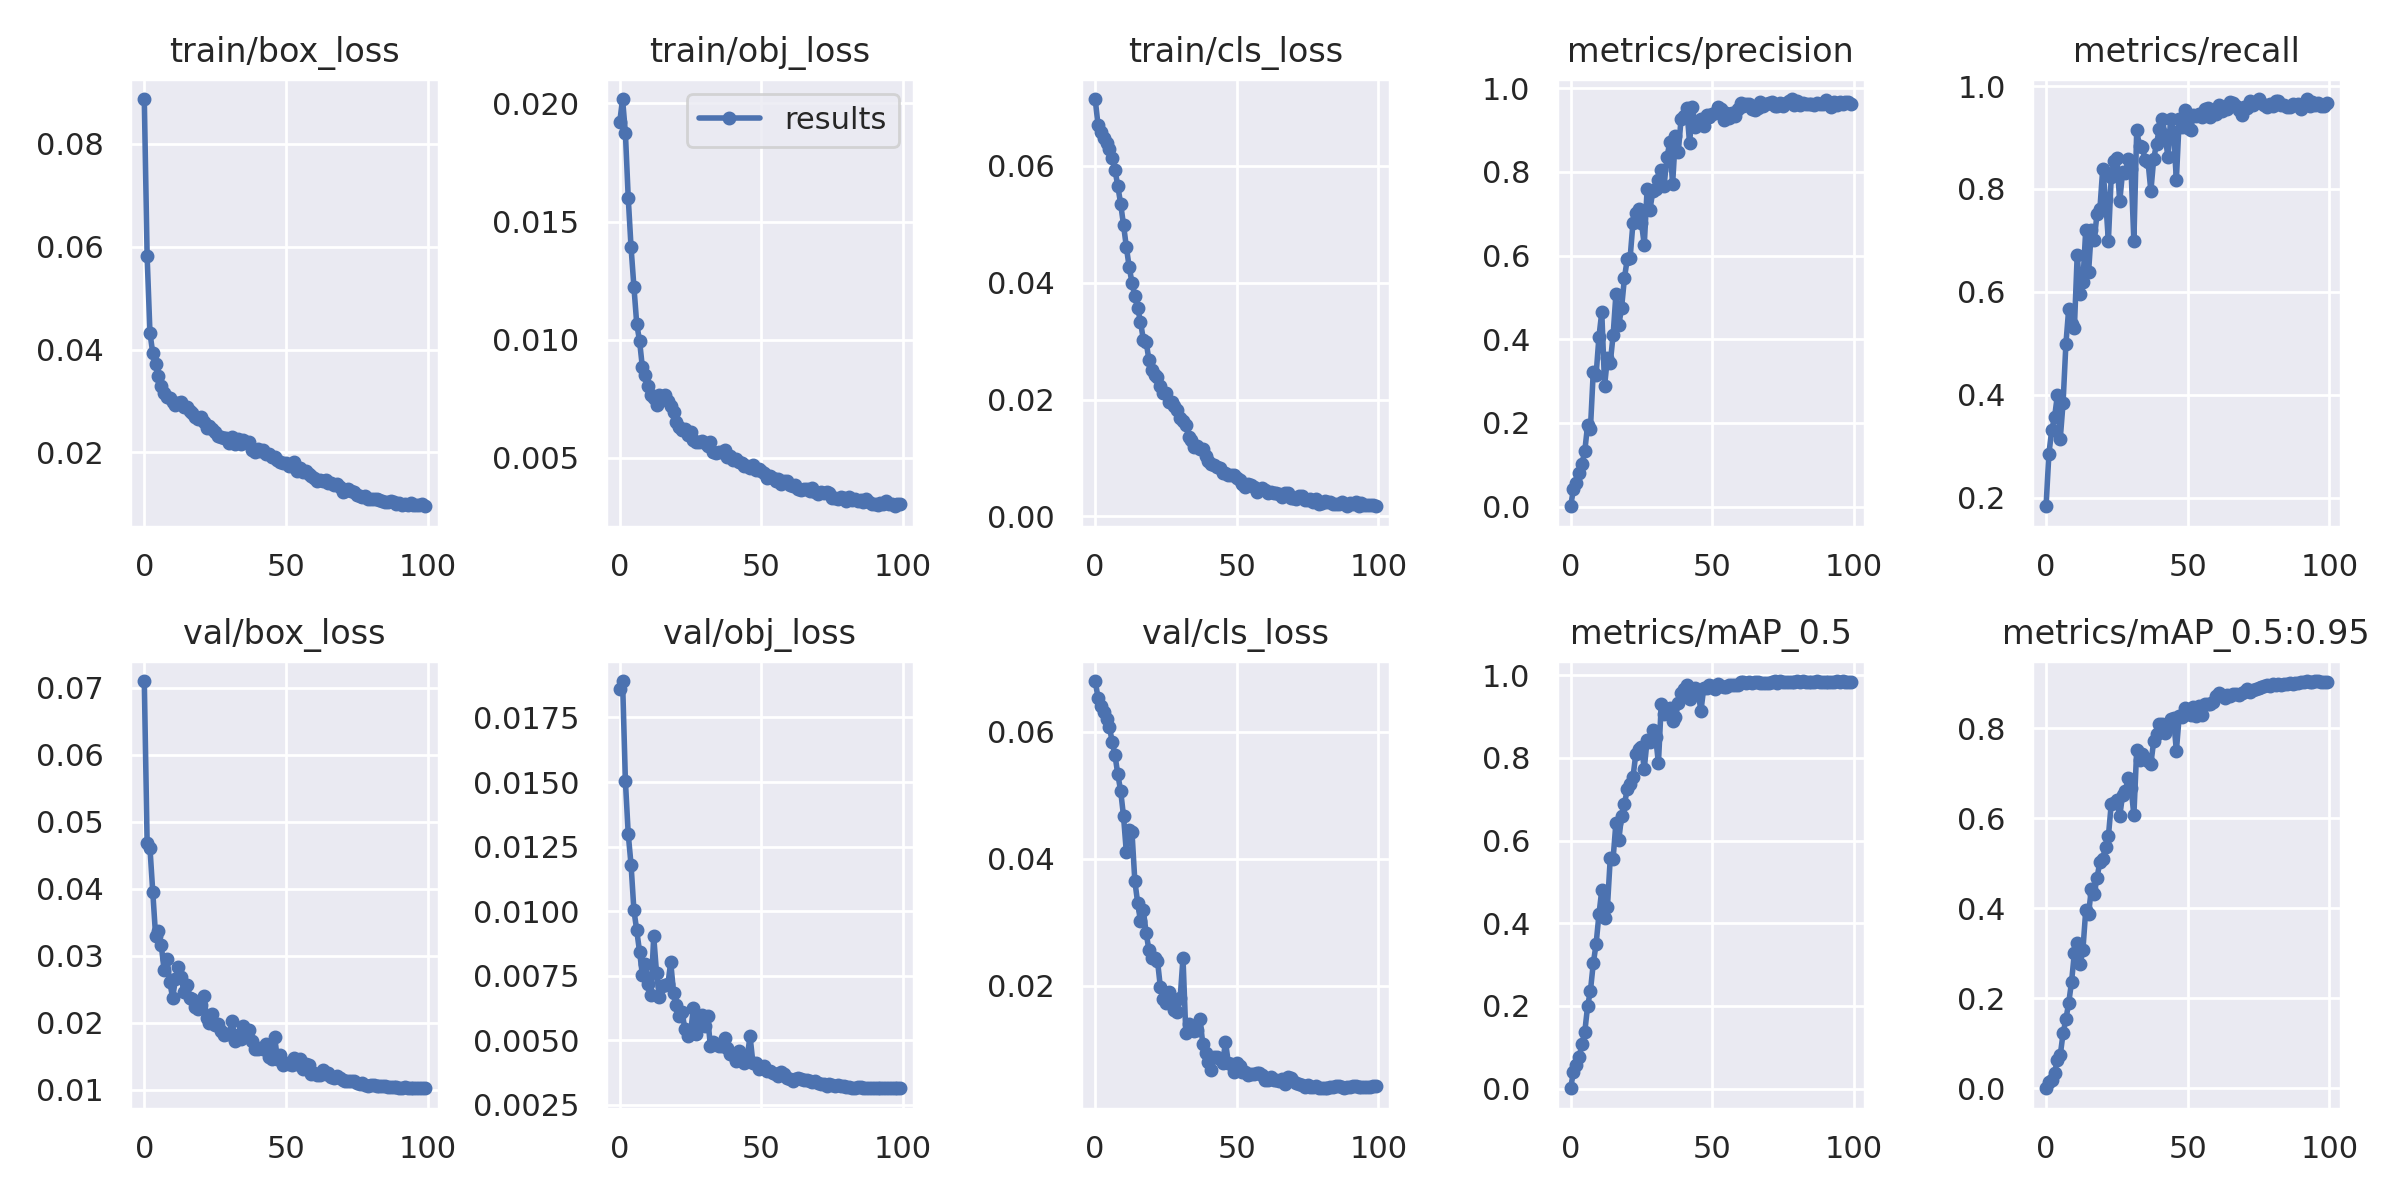 train/box_loss
train/obj_loss
train/cls_loss
metrics/precision
metrics/recall
results
0.08
0.06
0.04
0.02
0 50 100
0.020
0.015
0.010
0.005
0 50 100
0.06
0.04
0.02
0.00
0 50 100
1.0
0.8
0.6
0.4
0.2
0.0
0 50 100
1.0
0.8
0.6
0.4
0.2
0 50 100
val/box_loss
val/obj_loss
val/cls_loss
metrics/mAP_0.5
metrics/mAP_0.5:0.95
0.07
0.06
0.05
0.04
0.03
0.02
0.01
0 50 100
0.0175
0.0150
0.0125
0.0100
0.0075
0.0050
0.0025
0 50 100
0.06
0.04
0.02
0 50 100
1.0
0.8
0.6
0.4
0.2
0.0
0 50 100
0.8
0.6
0.4
0.2
0.0
0 50 100